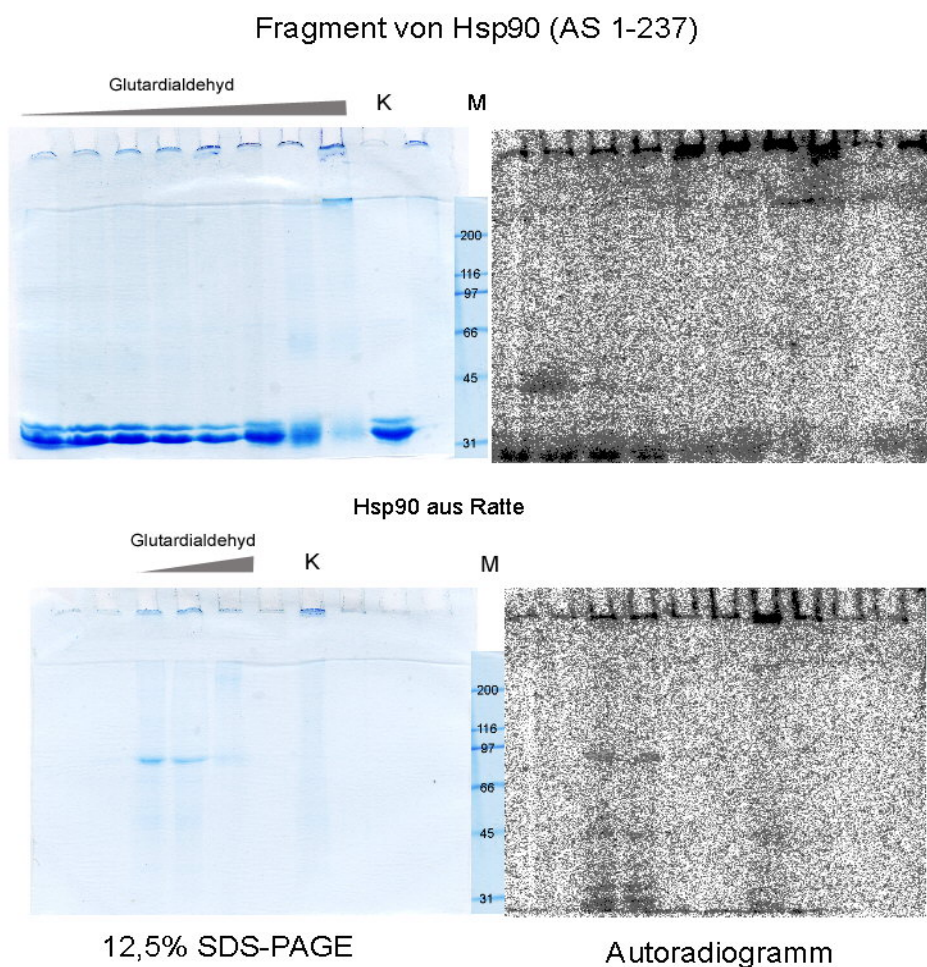 Fragment von Hsp90 (AS 1-237)
Glutardialdehyd
K
M
200
116
97
66
45
31
Hsp90 aus Ratte
Glutardialdehyd
K
M
200
116
97
66
45
31
12,5% SDS-PAGE
Autoradiogramm